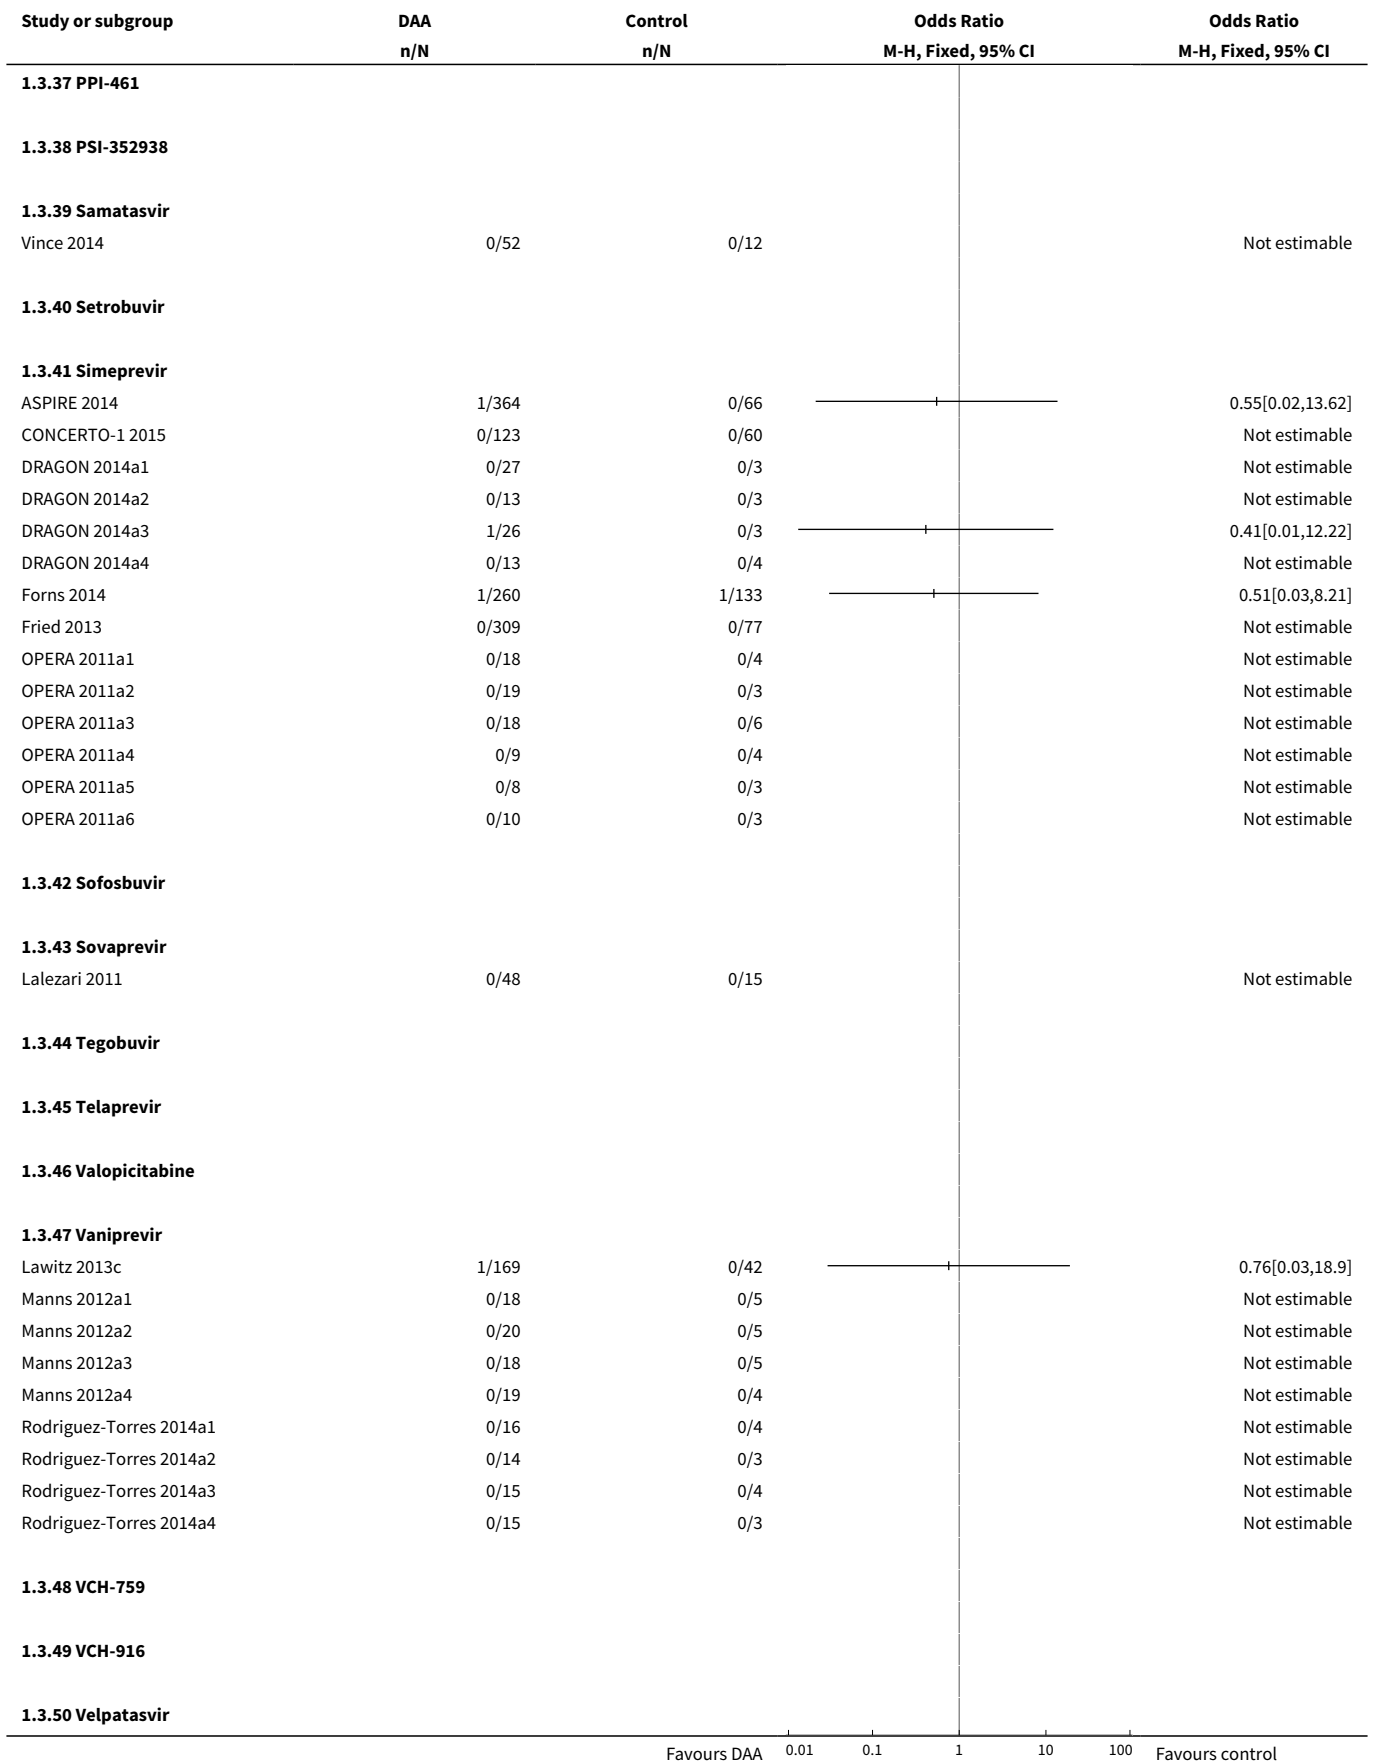 Study or subgroup DAA Control Odds Ratio Odds Ratio
n/N n/N M-H, Fixed, 95% CI M-H, Fixed, 95% CI
1.3.37 PPI-461
1.3.38 PSI-352938
1.3.39 Samatasvir
Vince 2014 0/52 0/12 Not estimable
1.3.40 Setrobuvir
1.3.41 Simeprevir
ASPIRE 2014 1/364 0/66 0.55[0.02,13.62]
CONCERTO-1 2015 0/123 0/60 Not estimable
DRAGON 2014a1 0/27 0/3 Not estimable
DRAGON 2014a2 0/13 0/3 Not estimable
DRAGON 2014a3 1/26 0/3 0.41[0.01,12.22]
DRAGON 2014a4 0/13 0/4 Not estimable
Forns 2014 1/260 1/133 0.51[0.03,8.21]
Fried 2013 0/309 0/77 Not estimable
OPERA 2011a1 0/18 0/4 Not estimable
OPERA 2011a2 0/19 0/3 Not estimable
OPERA 2011a3 0/18 0/6 Not estimable
OPERA 2011a4 0/9 0/4 Not estimable
OPERA 2011a5 0/8 0/3 Not estimable
OPERA 2011a6 0/10 0/3 Not estimable
1.3.42 Sofosbuvir
1.3.43 Sovaprevir
Lalezari 2011 0/48 0/15 Not estimable
1.3.44 Tegobuvir
1.3.45 Telaprevir
1.3.46 Valopicitabine
1.3.47 Vaniprevir
Lawitz 2013c 1/169 0/42 0.76[0.03,18.9]
Manns 2012a1 0/18 0/5 Not estimable
Manns 2012a2 0/20 0/5 Not estimable
Manns 2012a3 0/18 0/5 Not estimable
Manns 2012a4 0/19 0/4 Not estimable
Rodriguez-Torres 2014a1 0/16 0/4 Not estimable
Rodriguez-Torres 2014a2 0/14 0/3 Not estimable
Rodriguez-Torres 2014a3 0/15 0/4 Not estimable
Rodriguez-Torres 2014a4 0/15 0/3 Not estimable
1.3.48 VCH-759
1.3.49 VCH-916
1.3.50 Velpatasvir
Favours DAA 0.01 0.1 1 10 100 Favours control